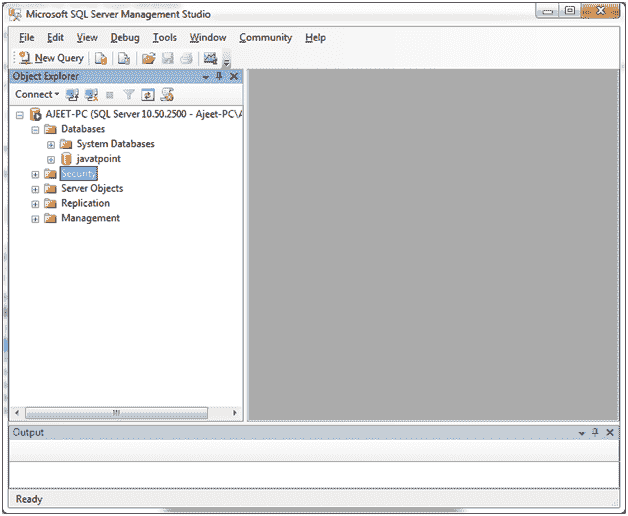 Microsoft SQL Server Management Studio
File Edit View Debug Tools Window Community Help
New Query
Object Explorer
Connect
AJEET-PC (SQL Server 10.50.2500 - Ajeet-PC\A
Databases
System Databases
javatpoint
Security
Server Objects
Replication
Management
Output
Ready